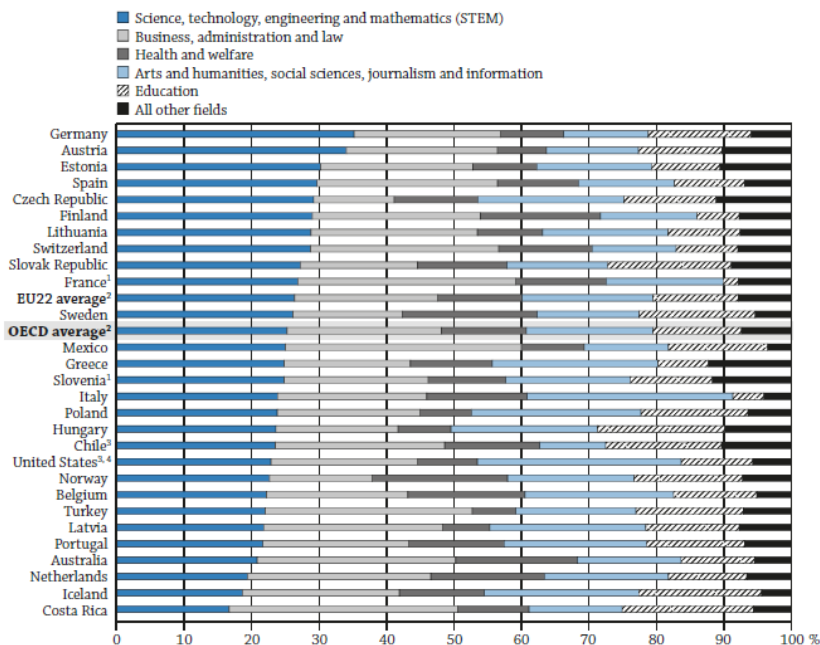 Science, technology, engineering and mathematics (STEM)
Business, administration and law
Health and welfare
Arts and humanities, social sciences, journalism and information
Education
All other fields
Germany
Austria
Estonia
Spain
Czech Republic
Finland
Lithuania
Switzerland
Slovak Republic
France¹
EU22 average²
Sweden
OECD average²
Mexico
Greece
Slovenia¹
Italy
Poland
Hungary
Chile³
United States³,⁴
Norway
Belgium
Turkey
Latvia
Portugal
Australia
Netherlands
Iceland
Costa Rica
0 10 20 30 40 50 60 70 80 90 100 %